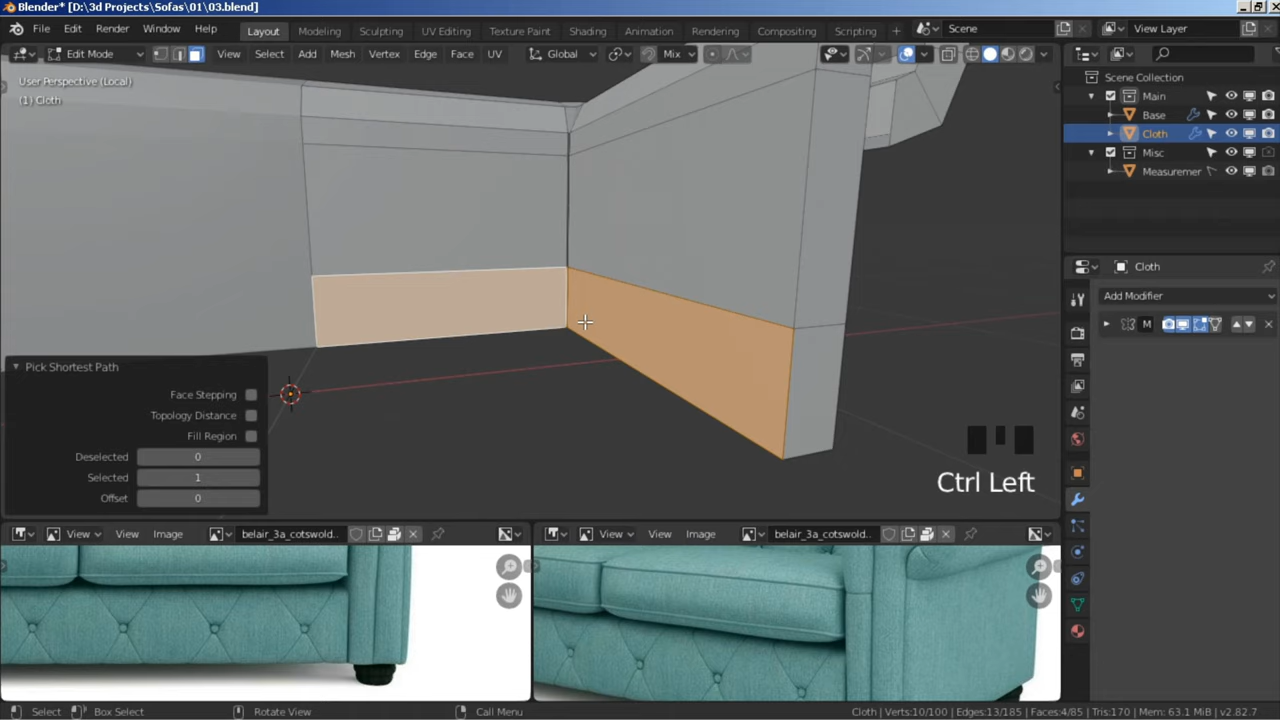 Blender* [D:\3d Projects\Sofas\01\03.blend]
File Edit Render Window Help Layout Modeling Sculpting UV Editing Texture Paint Shading Animation Rendering Compositing Scripting + Scene View Layer
Edit Mode View Select Add Mesh Vertex Edge Face UV Global Mix
User Perspective (Local)
(1) Cloth
Scene Collection
Main
Base
Cloth
Misc
Measuremer
Cloth
Add Modifier
M
Pick Shortest Path
Face Stepping
Topology Distance
Fill Region
Deselected 0
Selected 1
Offset 0
Ctrl Left
View View Image belair_3a_cotswold.. View View Image belair_3a_cotswold..
Select Box Select Rotate View Call Menu Cloth | Verts:10/100 | Edges:13/185 | Faces:4/85 | Tris:170 | Mem: 63.1 MiB | v2.82.7